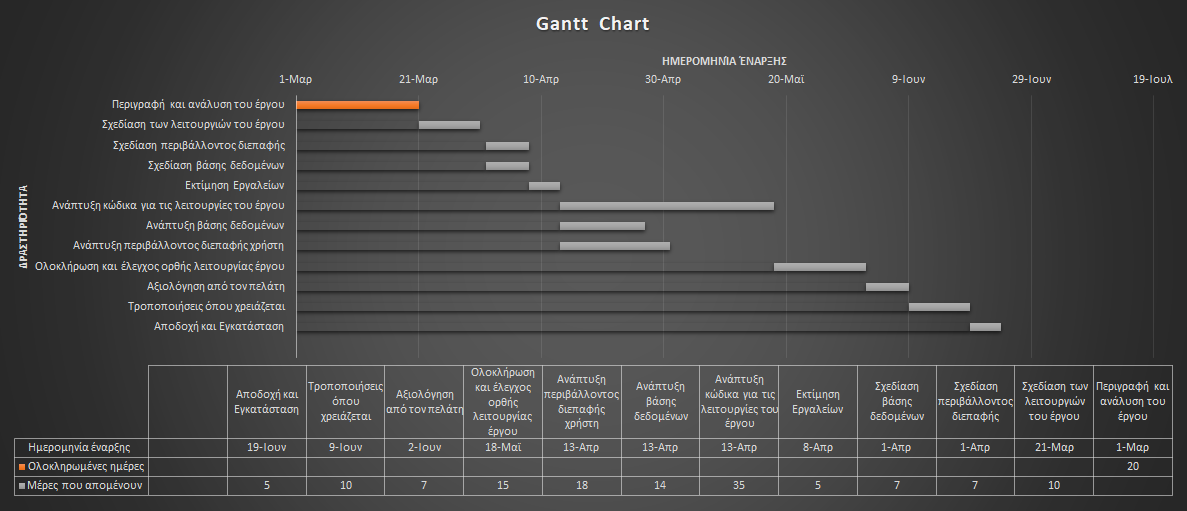 Gantt Chart
ΗΜΕΡΟΜΗΝΊΑ ΈΝΑΡΞΗΣ
1-Μαρ 21-Μαρ 10-Απρ 30-Απρ 20-Μαϊ 9-Ιουν 29-Ιουν 19-Ιουλ
ΔΡΑΣΤΗΡΙΌΤΗΤΑ
Περιγραφή και ανάλυση του έργου
Σχεδίαση των λειτουργιών του έργου
Σχεδίαση περιβάλλοντος διεπαφής
Σχεδίαση βάσης δεδομένων
Εκτίμηση Εργαλείων
Ανάπτυξη κώδικα για τις λειτουργίες του έργου
Ανάπτυξη βάσης δεδομένων
Ανάπτυξη περιβάλλοντος διεπαφής χρήστη
Ολοκλήρωση και έλεγχος ορθής λειτουργίας έργου
Αξιολόγηση από τον πελάτη
Τροποποιήσεις όπου χρειάζεται
Αποδοχή και Εγκατάσταση
Αποδοχή και
Εγκατάσταση
Τροποποιήσεις
όπου
χρειάζεται
Αξιολόγηση
από τον πελάτη
Ολοκλήρωση
και έλεγχος
ορθής
λειτουργίας
έργου
Ανάπτυξη
περιβάλλοντος
διεπαφής
χρήστη
Ανάπτυξη
βάσης
δεδομένων
Ανάπτυξη
κώδικα για τις
λειτουργίες του
έργου
Εκτίμηση
Εργαλείων
Σχεδίαση
βάσης
δεδομένων
Σχεδίαση
περιβάλλοντος
διεπαφής
Σχεδίαση των
λειτουργιών
του έργου
Περιγραφή και
ανάλυση του
έργου
Ημερομηνία έναρξης 19-Ιουν 9-Ιουν 2-Ιουν 18-Μαϊ 13-Απρ 13-Απρ 13-Απρ 8-Απρ 1-Απρ 1-Απρ 21-Μαρ 1-Μαρ
Ολοκληρωμένες ημέρες 20
Μέρες που απομένουν 5 10 7 15 18 14 35 5 7 7 10